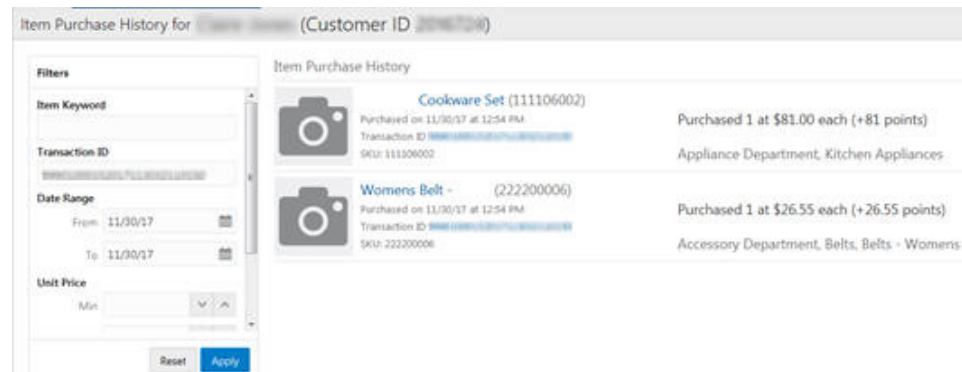 Item Purchase History for (Customer ID )
Filters
Item Keyword
Transaction ID
Date Range
From 11/30/17
To 11/30/17
Unit Price
Min
Reset Apply
Item Purchase History
Cookware Set (111106002)
Purchased on 11/30/17 at 12:54 PM
Transaction ID
SKU: 111106002
Purchased 1 at $81.00 each (+81 points)
Appliance Department, Kitchen Appliances
Womens Belt - (222200006)
Purchased on 11/30/17 at 12:54 PM
Transaction ID
SKU: 222200006
Purchased 1 at $26.55 each (+26.55 points)
Accessory Department, Belts, Belts - Womens